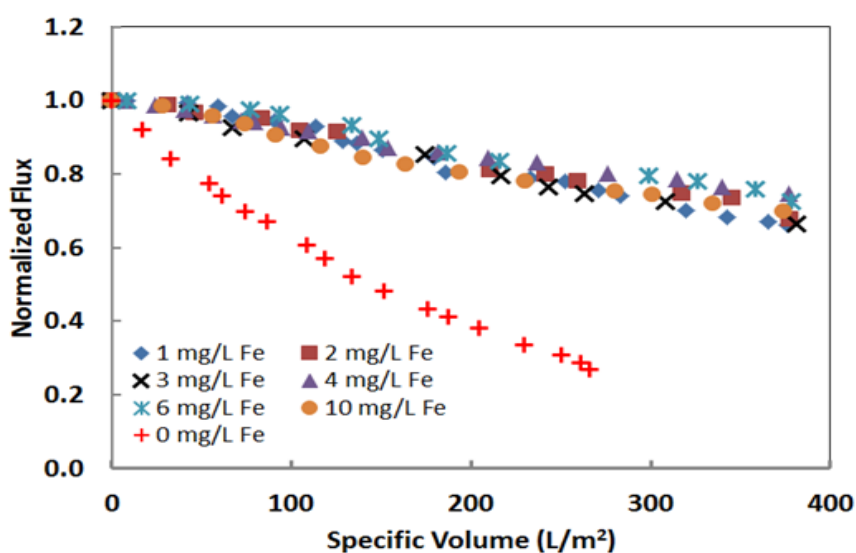 1.2
1.0
0.8
0.6
0.4
0.2
0.0
Normalized Flux
1 mg/L Fe 2 mg/L Fe
3 mg/L Fe 4 mg/L Fe
6 mg/L Fe 10 mg/L Fe
0 mg/L Fe
0 100 200 300 400
Specific Volume (L/m²)